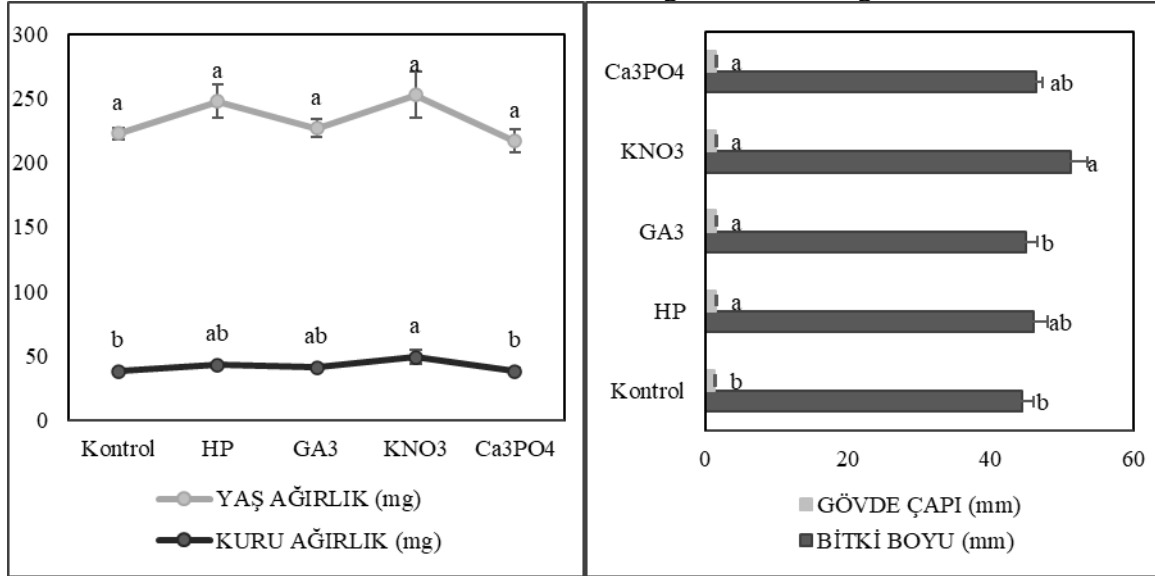 300
250
200
150
100
50
0
a
a
a
a
a
b
ab
ab
a
b
Kontrol
HP
GA3
KNO3
Ca3PO4
YAŞ AĞIRLIK (mg)
KURU AĞIRLIK (mg)
Ca3PO4
a
ab
KNO3
a
a
GA3
a
b
HP
a
ab
Kontrol
b
b
0
20
40
60
GÖVDE ÇAPI (mm)
BİTKİ BOYU (mm)